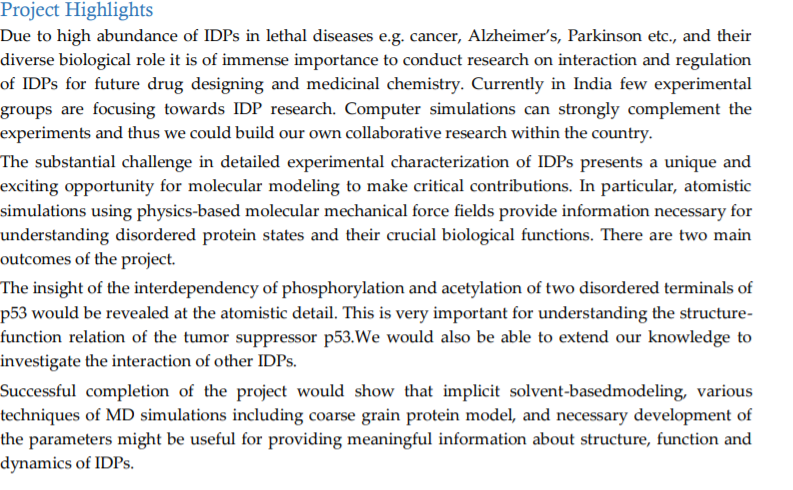 Project Highlights
Due to high abundance of IDPs in lethal diseases e.g. cancer, Alzheimer's, Parkinson etc., and their
diverse biological role it is of immense importance to conduct research on interaction and regulation
of IDPs for future drug designing and medicinal chemistry. Currently in India few experimental
groups are focusing towards IDP research. Computer simulations can strongly complement the
experiments and thus we could build our own collaborative research within the country.
The substantial challenge in detailed experimental characterization of IDPs presents a unique and
exciting opportunity for molecular modeling to make critical contributions. In particular, atomistic
simulations using physics-based molecular mechanical force fields provide information necessary for
understanding disordered protein states and their crucial biological functions. There are two main
outcomes of the project.
The insight of the interdependency of phosphorylation and acetylation of two disordered terminals of
p53 would be revealed at the atomistic detail. This is very important for understanding the structure-
function relation of the tumor suppressor p53.We would also be able to extend our knowledge to
investigate the interaction of other IDPs.
Successful completion of the project would show that implicit solvent-basedmodeling, various
techniques of MD simulations including coarse grain protein model, and necessary development of
the parameters might be useful for providing meaningful information about structure, function and
dynamics of IDPs.